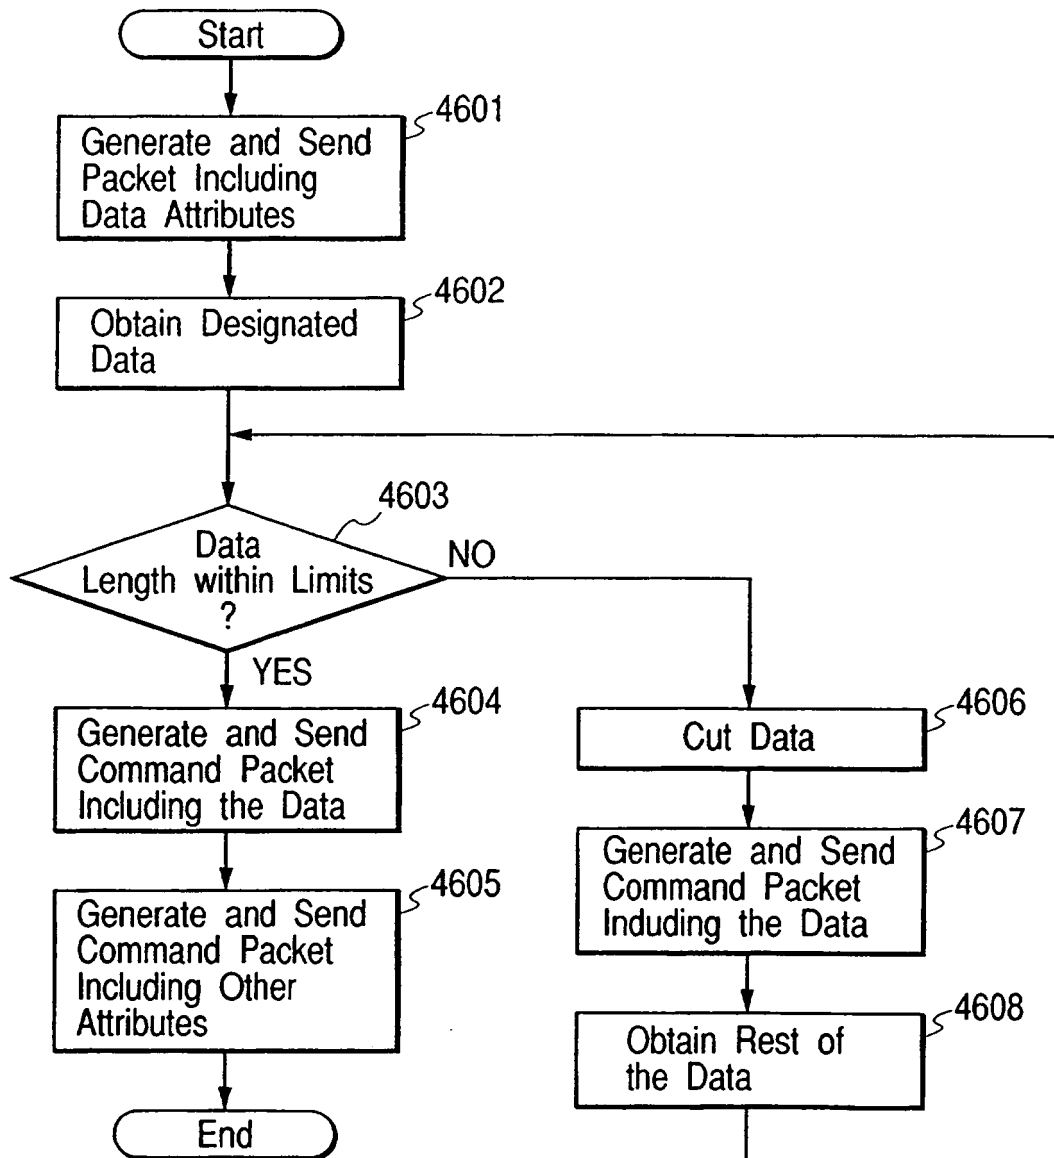 Start
4601
Generate and Send
Packet Including
Data Attributes
4602
Obtain Designated
Data
4603
Data
Length within Limits
?
NO
YES
4604
Generate and Send
Command Packet
Including the Data
4605
Generate and Send
Command Packet
Including Other
Attributes
End
4606
Cut Data
4607
Generate and Send
Command Packet
Induding the Data
4608
Obtain Rest of
the Data